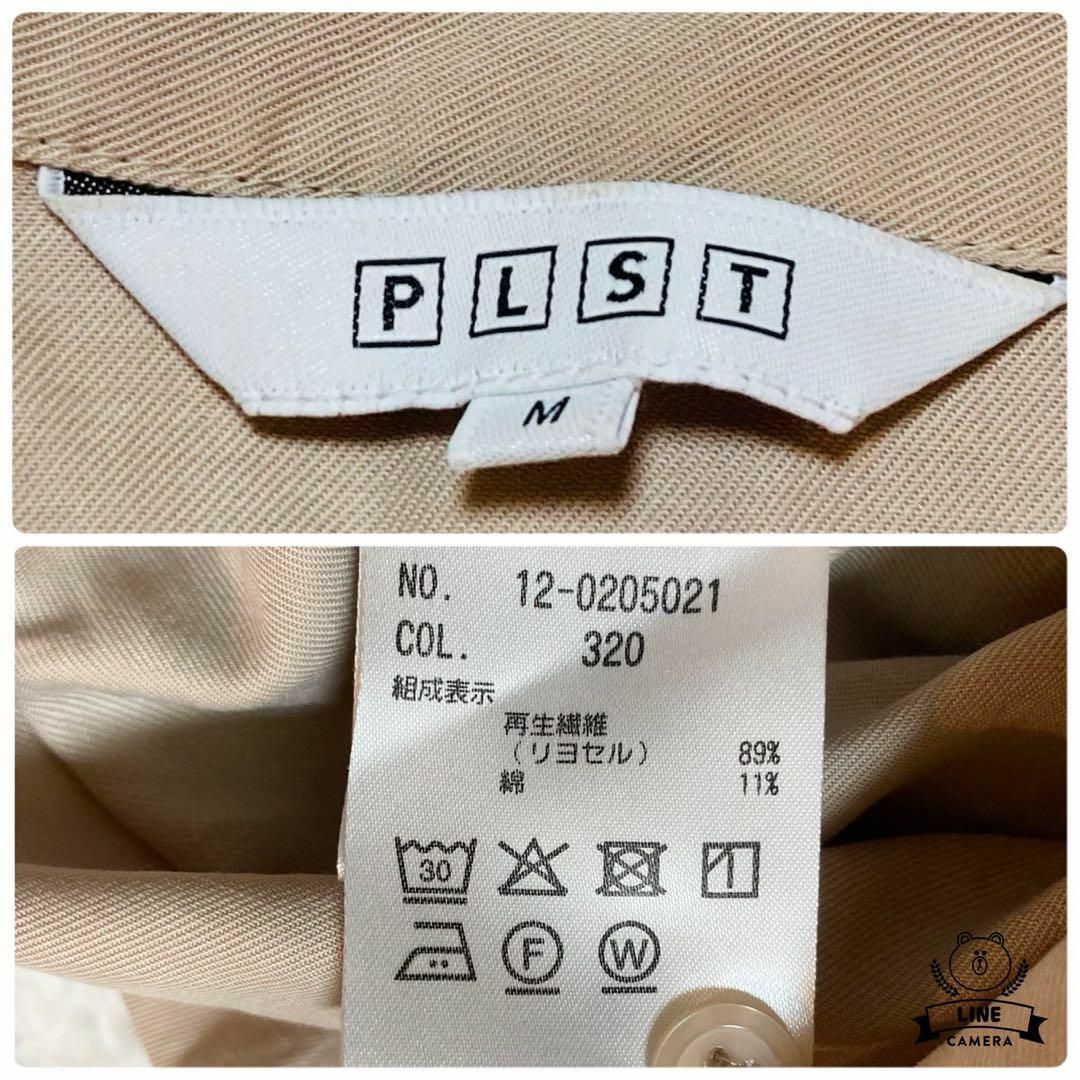 PLST
M
NO. 12-0205021
COL. 320
組成表示
再生繊維
(リヨセル) 89%
綿 11%
30
F W
LINE
CAMERA